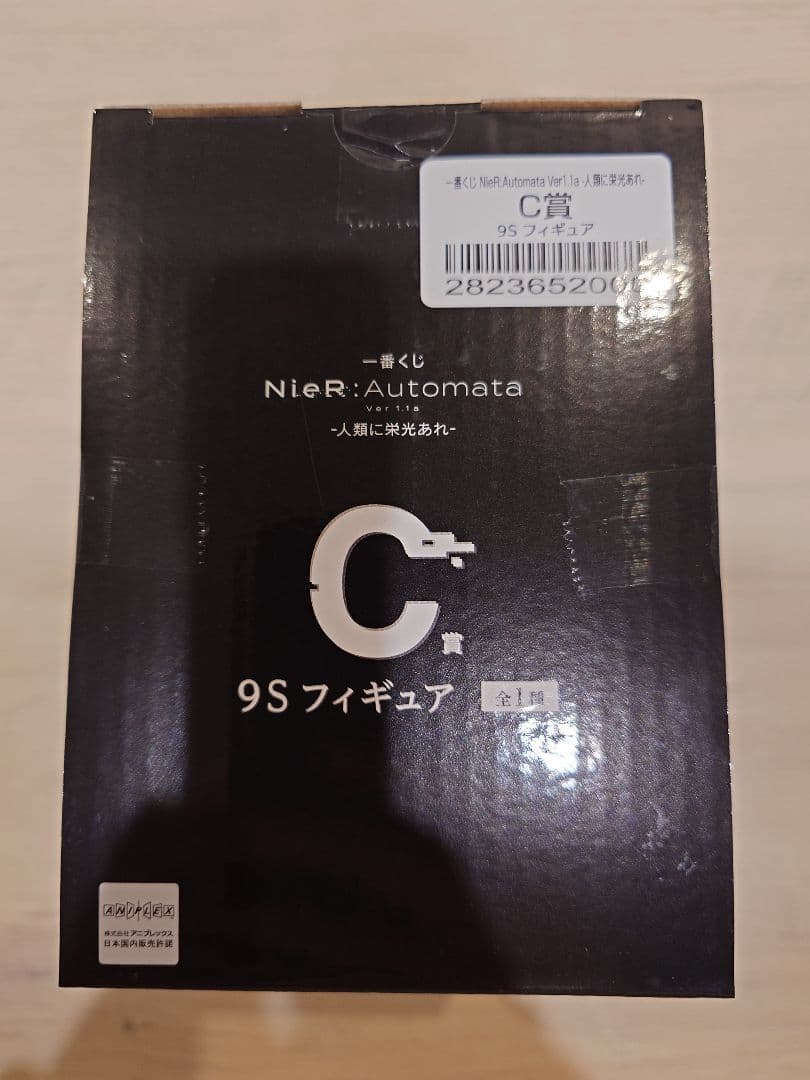 一番くじ NieR:Automata Ver1.1a -人類に栄光あれ-
C賞
9S フィギュア
282365200
一番くじ
NieR:Automata
Ver 1.1a
-人類に栄光あれ-
C賞
9S フィギュア 全1種
ANIPLEX
株式会社アニプレックス
日本国内販売許諾